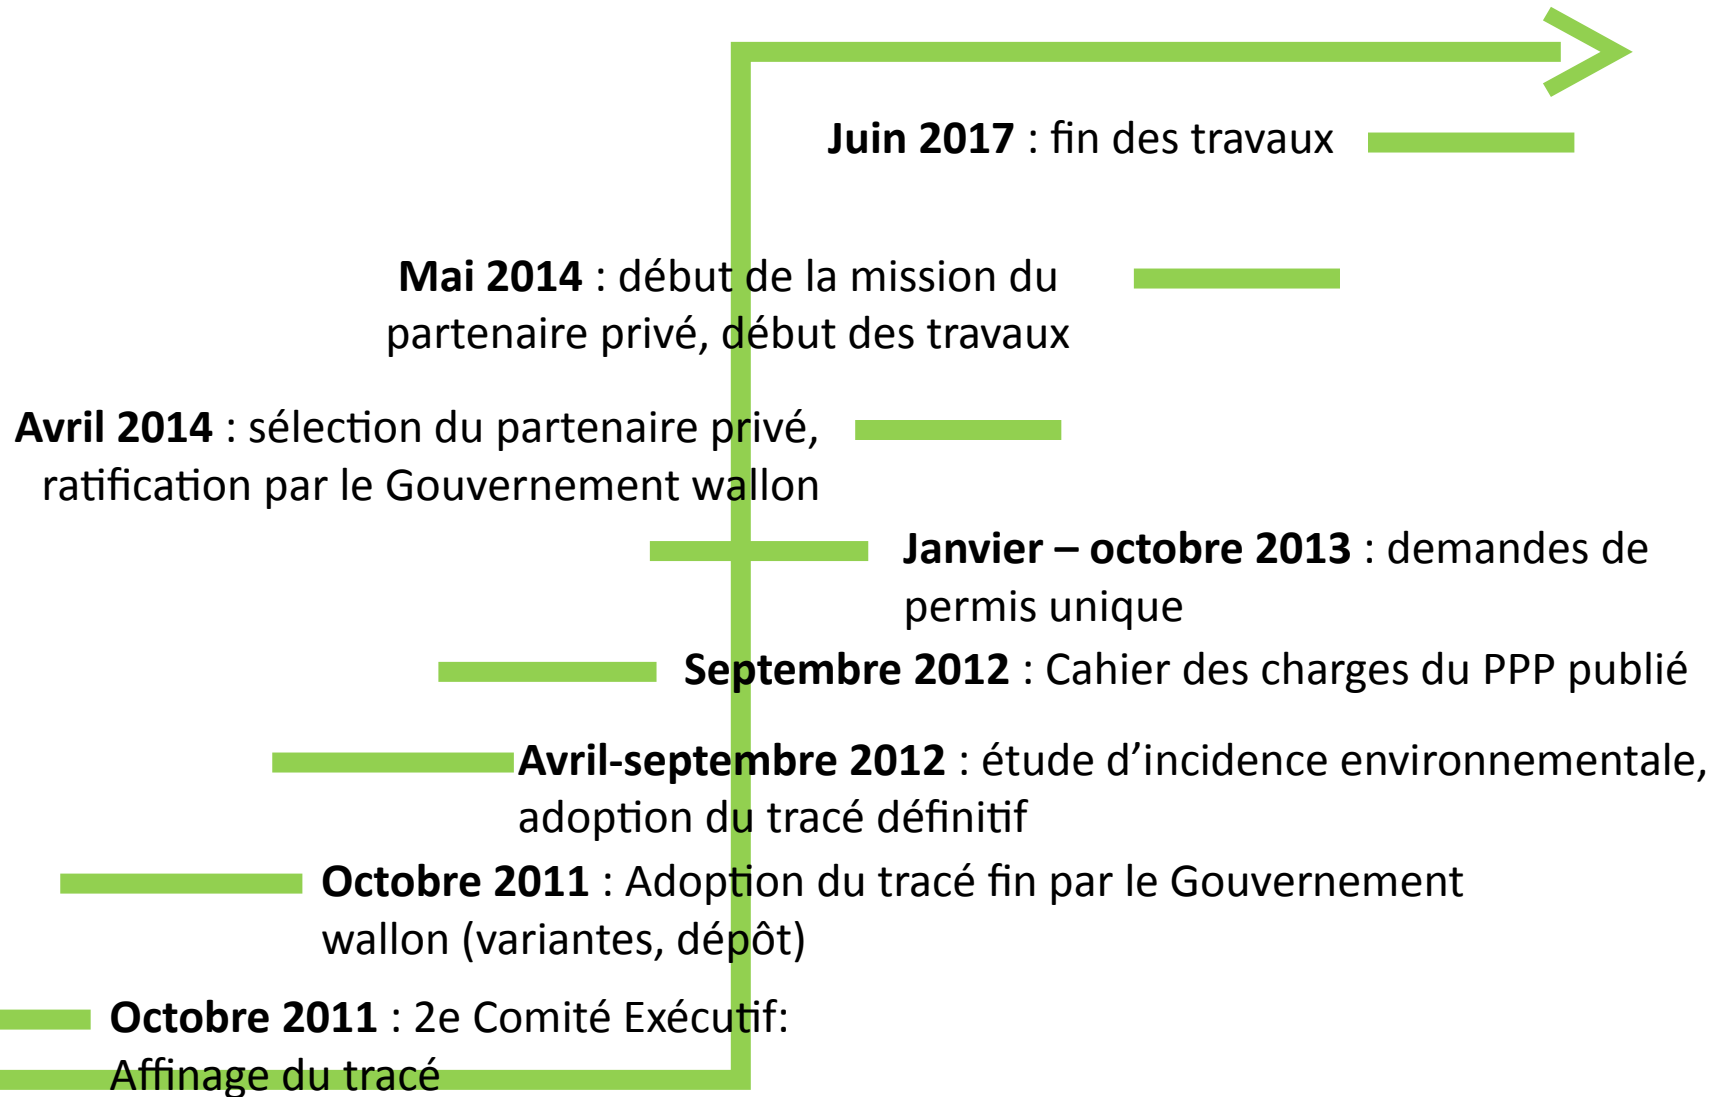 Juin 2017 : fin des travaux
Mai 2014 : début de la mission du
partenaire privé, début des travaux
Avril 2014 : sélection du partenaire privé,
ratification par le Gouvernement wallon
Janvier – octobre 2013 : demandes de
permis unique
Septembre 2012 : Cahier des charges du PPP publié
Avril-septembre 2012 : étude d’incidence environnementale,
adoption du tracé définitif
Octobre 2011 : Adoption du tracé fin par le Gouvernement
wallon (variantes, dépôt)
Octobre 2011 : 2e Comité Exécutif:
Affinage du tracé